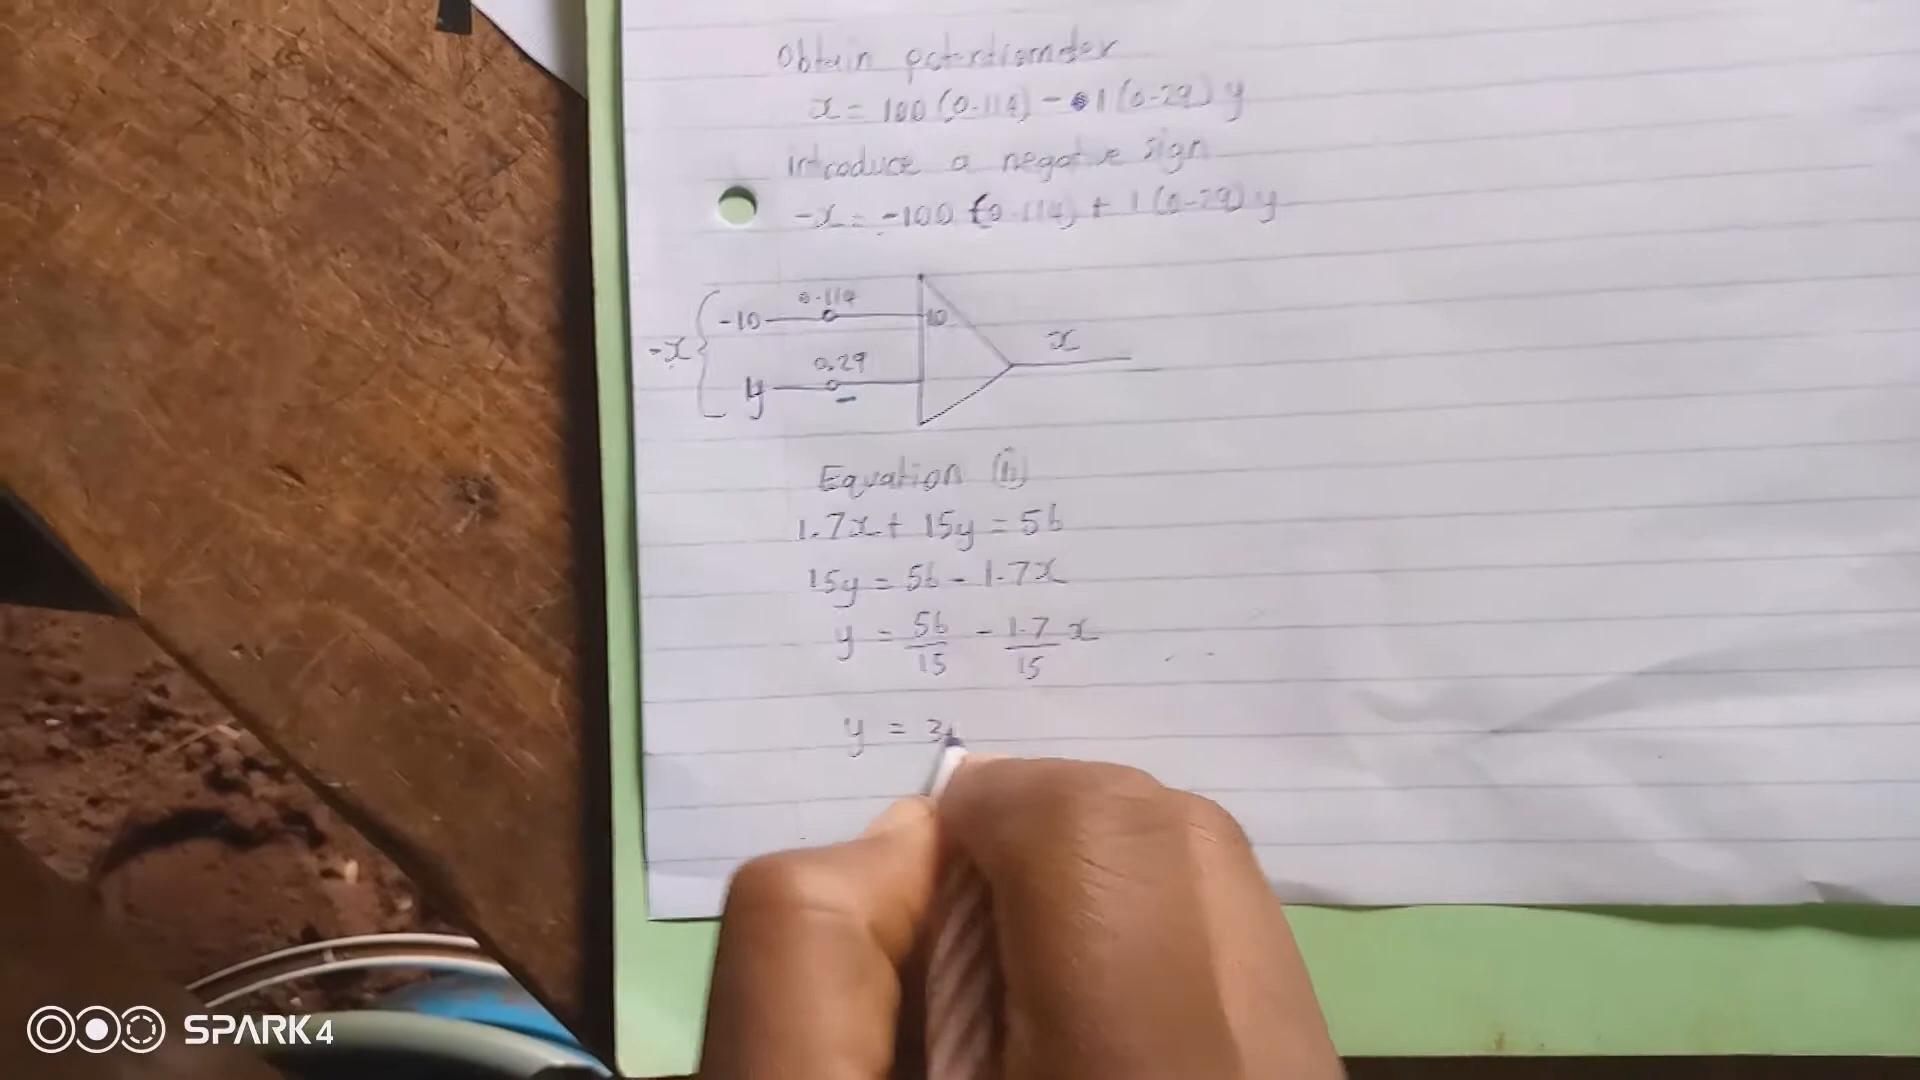 Obtain potentiometer
x = 100 (0.114) - 1 (0.29) y
introduce a negative sign
-x = -100 (0.114) + 1 (0.29) y
0.114
-10 10
-x x
0.29
y
Equation (ii)
1.7x + 15y = 56
15y = 56 - 1.7x
y = 56/15 - 1.7/15 x
y = 3.
SPARK 4